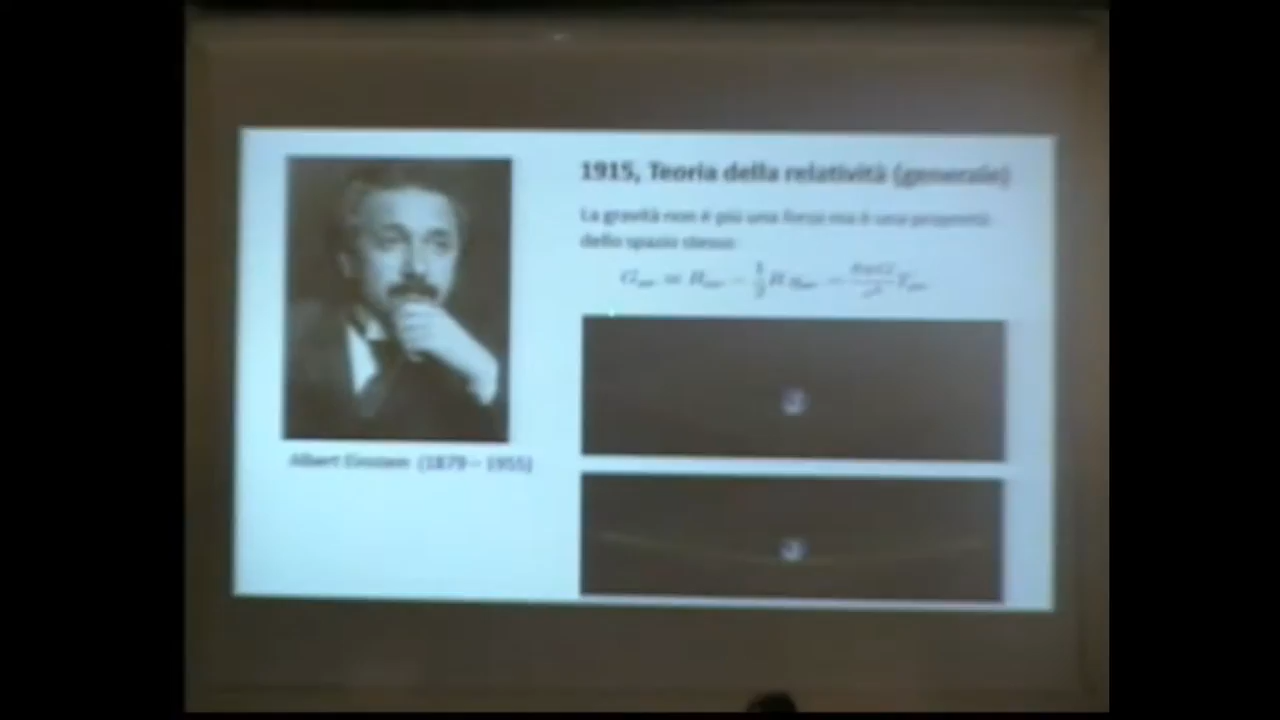 1915, Teoria della relatività (generale)
La gravità non è più una forza ma è una proprietà
dello spazio stesso
Albert Einstein (1879 – 1955)